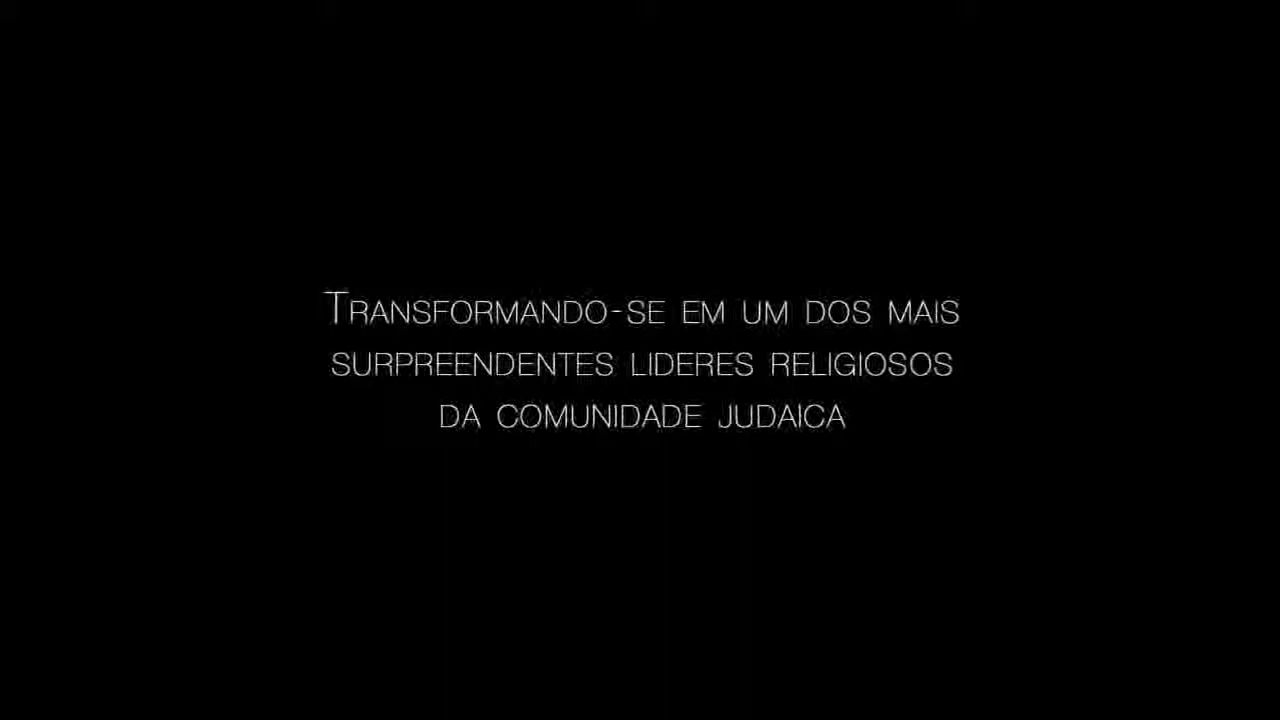 Transformando-se em um dos mais
surpreendentes lideres religiosos
da comunidade judaica